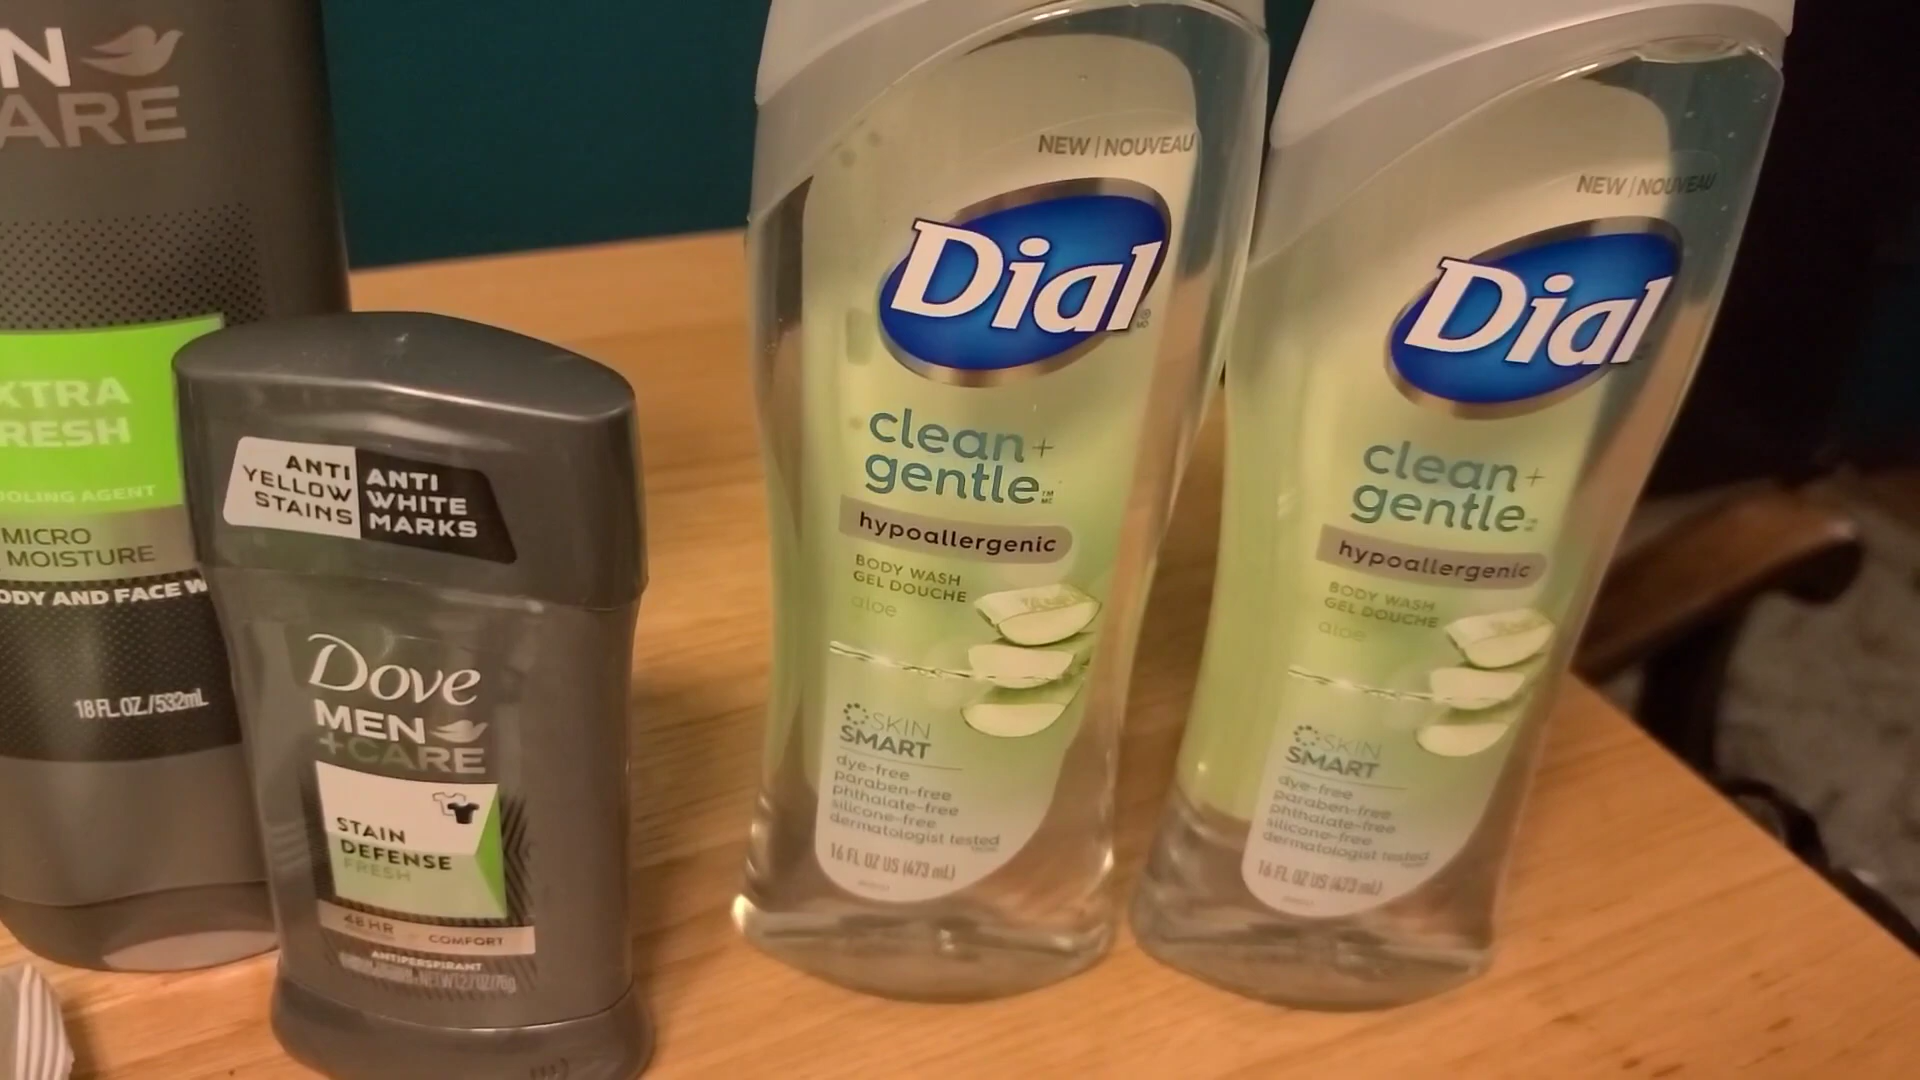 N
ARE
XTRA
RESH
OOLING AGENT
MICRO
MOISTURE
ODY AND FACE W
18 FL. OZ./532mL
ANTI
YELLOW
STAINS
ANTI
WHITE
MARKS
Dove
MEN
+CARE
STAIN
DEFENSE
FRESH
48 HR
COMFORT
ANTIPERSPIRANT
NEW | NOUVEAU
Dial
clean+
gentle
hypoallergenic
BODY WASH
GEL DOUCHE
aloe
SKIN
SMART
dye-free
paraben-free
phthalate-free
silicone-free
dermatologist tested
16 FL OZ US (473 mL)
NEW | NOUVEAU
Dial
clean+
gentle
hypoallergenic
BODY WASH
GEL DOUCHE
aloe
SKIN
SMART
dye-free
paraben-free
phthalate-free
silicone-free
dermatologist tested
16 FL OZ US (473 mL)